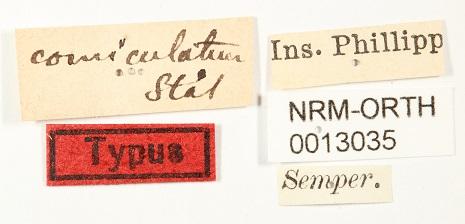 corniculatum
Stål
Typus
Ins. Phillipp
NRM-ORTH
0013035
Semper.